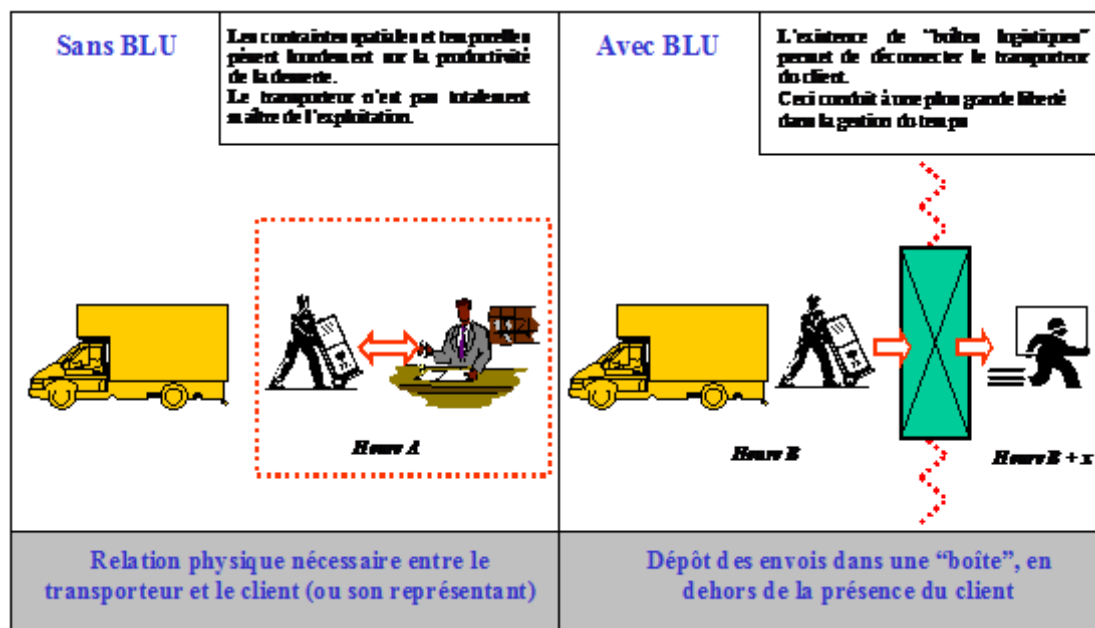 Sans BLU
Les contraintes spatiales et temporelles
pèsent lourdement sur la productivité
de la desserte.
Le transporteur n'est pas totalement
maître de l'exploitation.
Avec BLU
L'existence de "boîtes logistiques"
permet de déconnecter le transporteur
du client.
Ceci conduit à une plus grande liberté
dans la gestion du temps
Heure A
Heure B
Heure B + x
Relation physique nécessaire entre le
transporteur et le client (ou son représentant)
Dépôt des envois dans une “boîte”, en
dehors de la présence du client